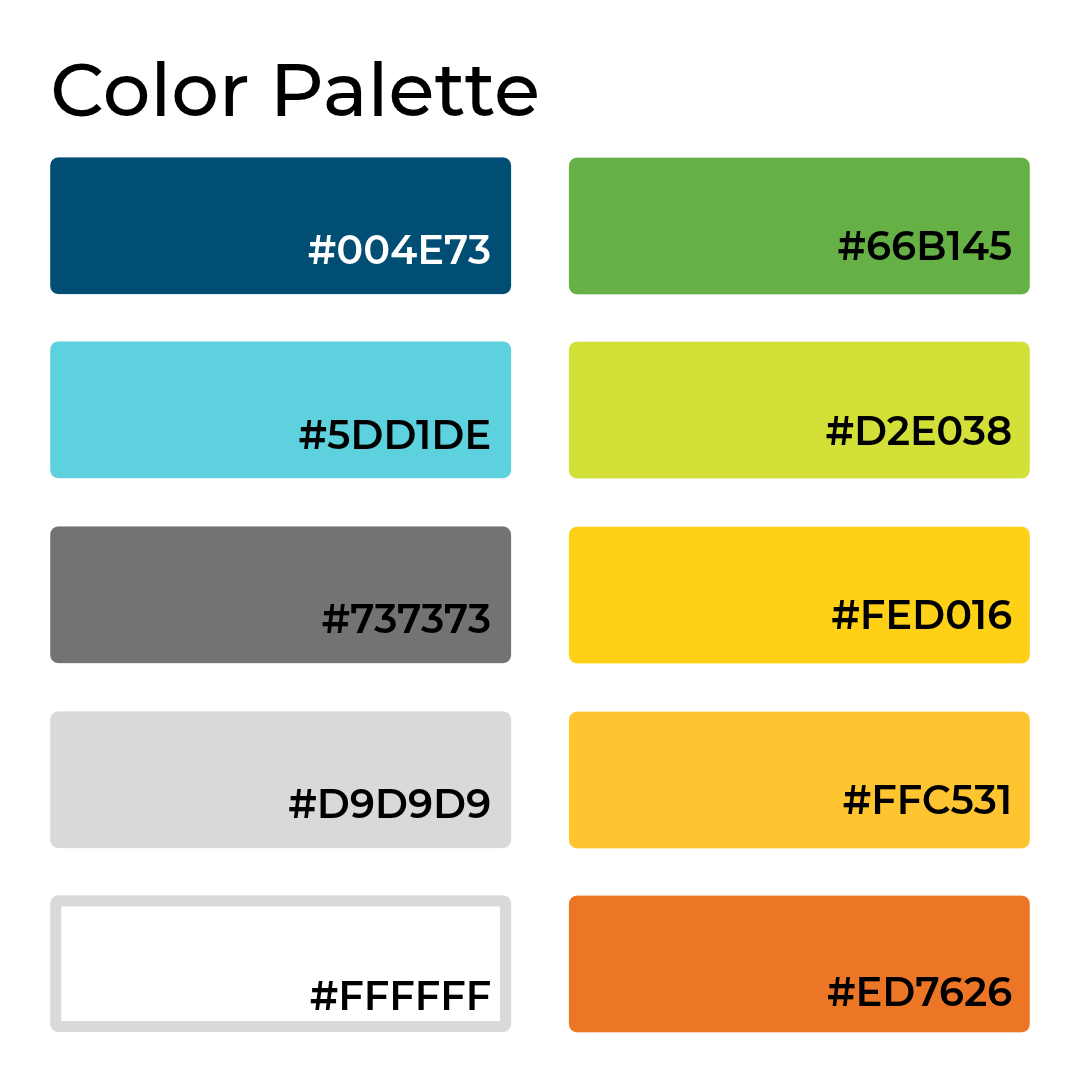 Color Palette
#004E73
#66B145
#5DD1DE
#D2E038
#737373
#FED016
#D9D9D9
#FFC531
#FFFFFF
#ED7626